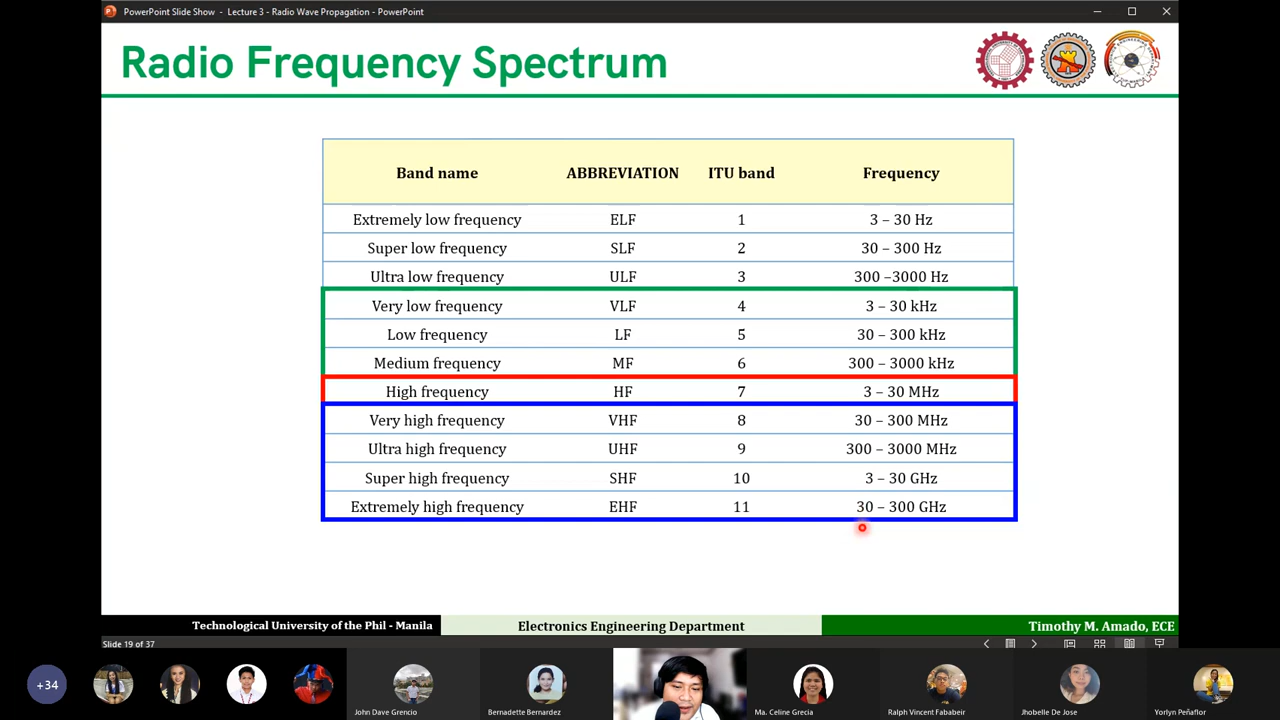 PowerPoint Slide Show - Lecture 3 - Radio Wave Propagation - PowerPoint
Radio Frequency Spectrum
Band name ABBREVIATION ITU band Frequency
Extremely low frequency ELF 1 3 – 30 Hz
Super low frequency SLF 2 30 – 300 Hz
Ultra low frequency ULF 3 300 –3000 Hz
Very low frequency VLF 4 3 – 30 kHz
Low frequency LF 5 30 – 300 kHz
Medium frequency MF 6 300 – 3000 kHz
High frequency HF 7 3 – 30 MHz
Very high frequency VHF 8 30 – 300 MHz
Ultra high frequency UHF 9 300 – 3000 MHz
Super high frequency SHF 10 3 – 30 GHz
Extremely high frequency EHF 11 30 – 300 GHz
Technological University of the Phil - Manila Electronics Engineering Department Timothy M. Amado, ECE
Slide 19 of 37
+34
John Dave Grencio Bernadette Bernardez Ma. Celine Grecia Ralph Vincent Fababeir Jhobelle De Jose Yorlyn Peñaflor